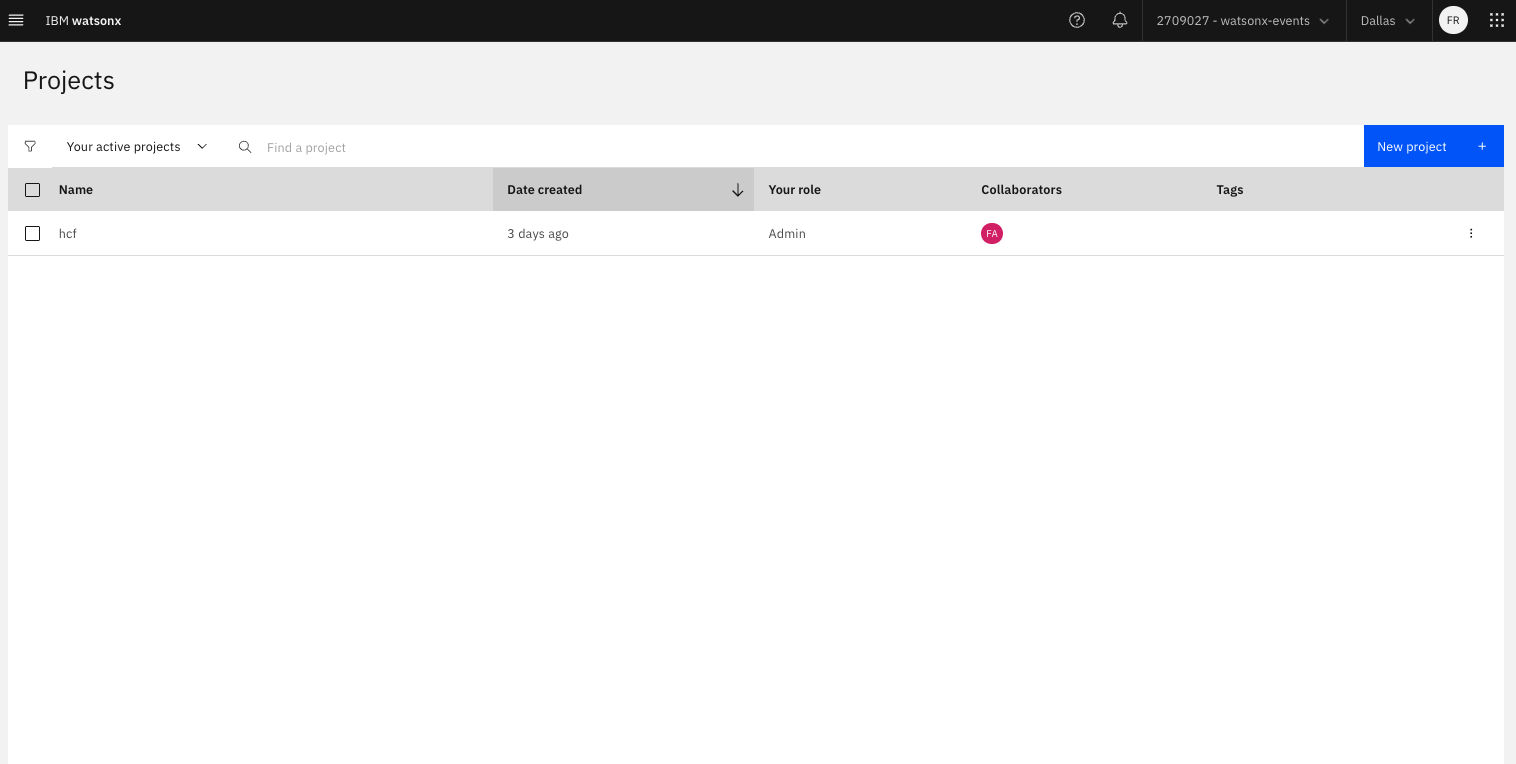 IBM watsonx
2709027 - watsonx-events
Dallas
FR
Projects
Your active projects
Find a project
New project +
Name Date created Your role Collaborators Tags
hcf 3 days ago Admin FA